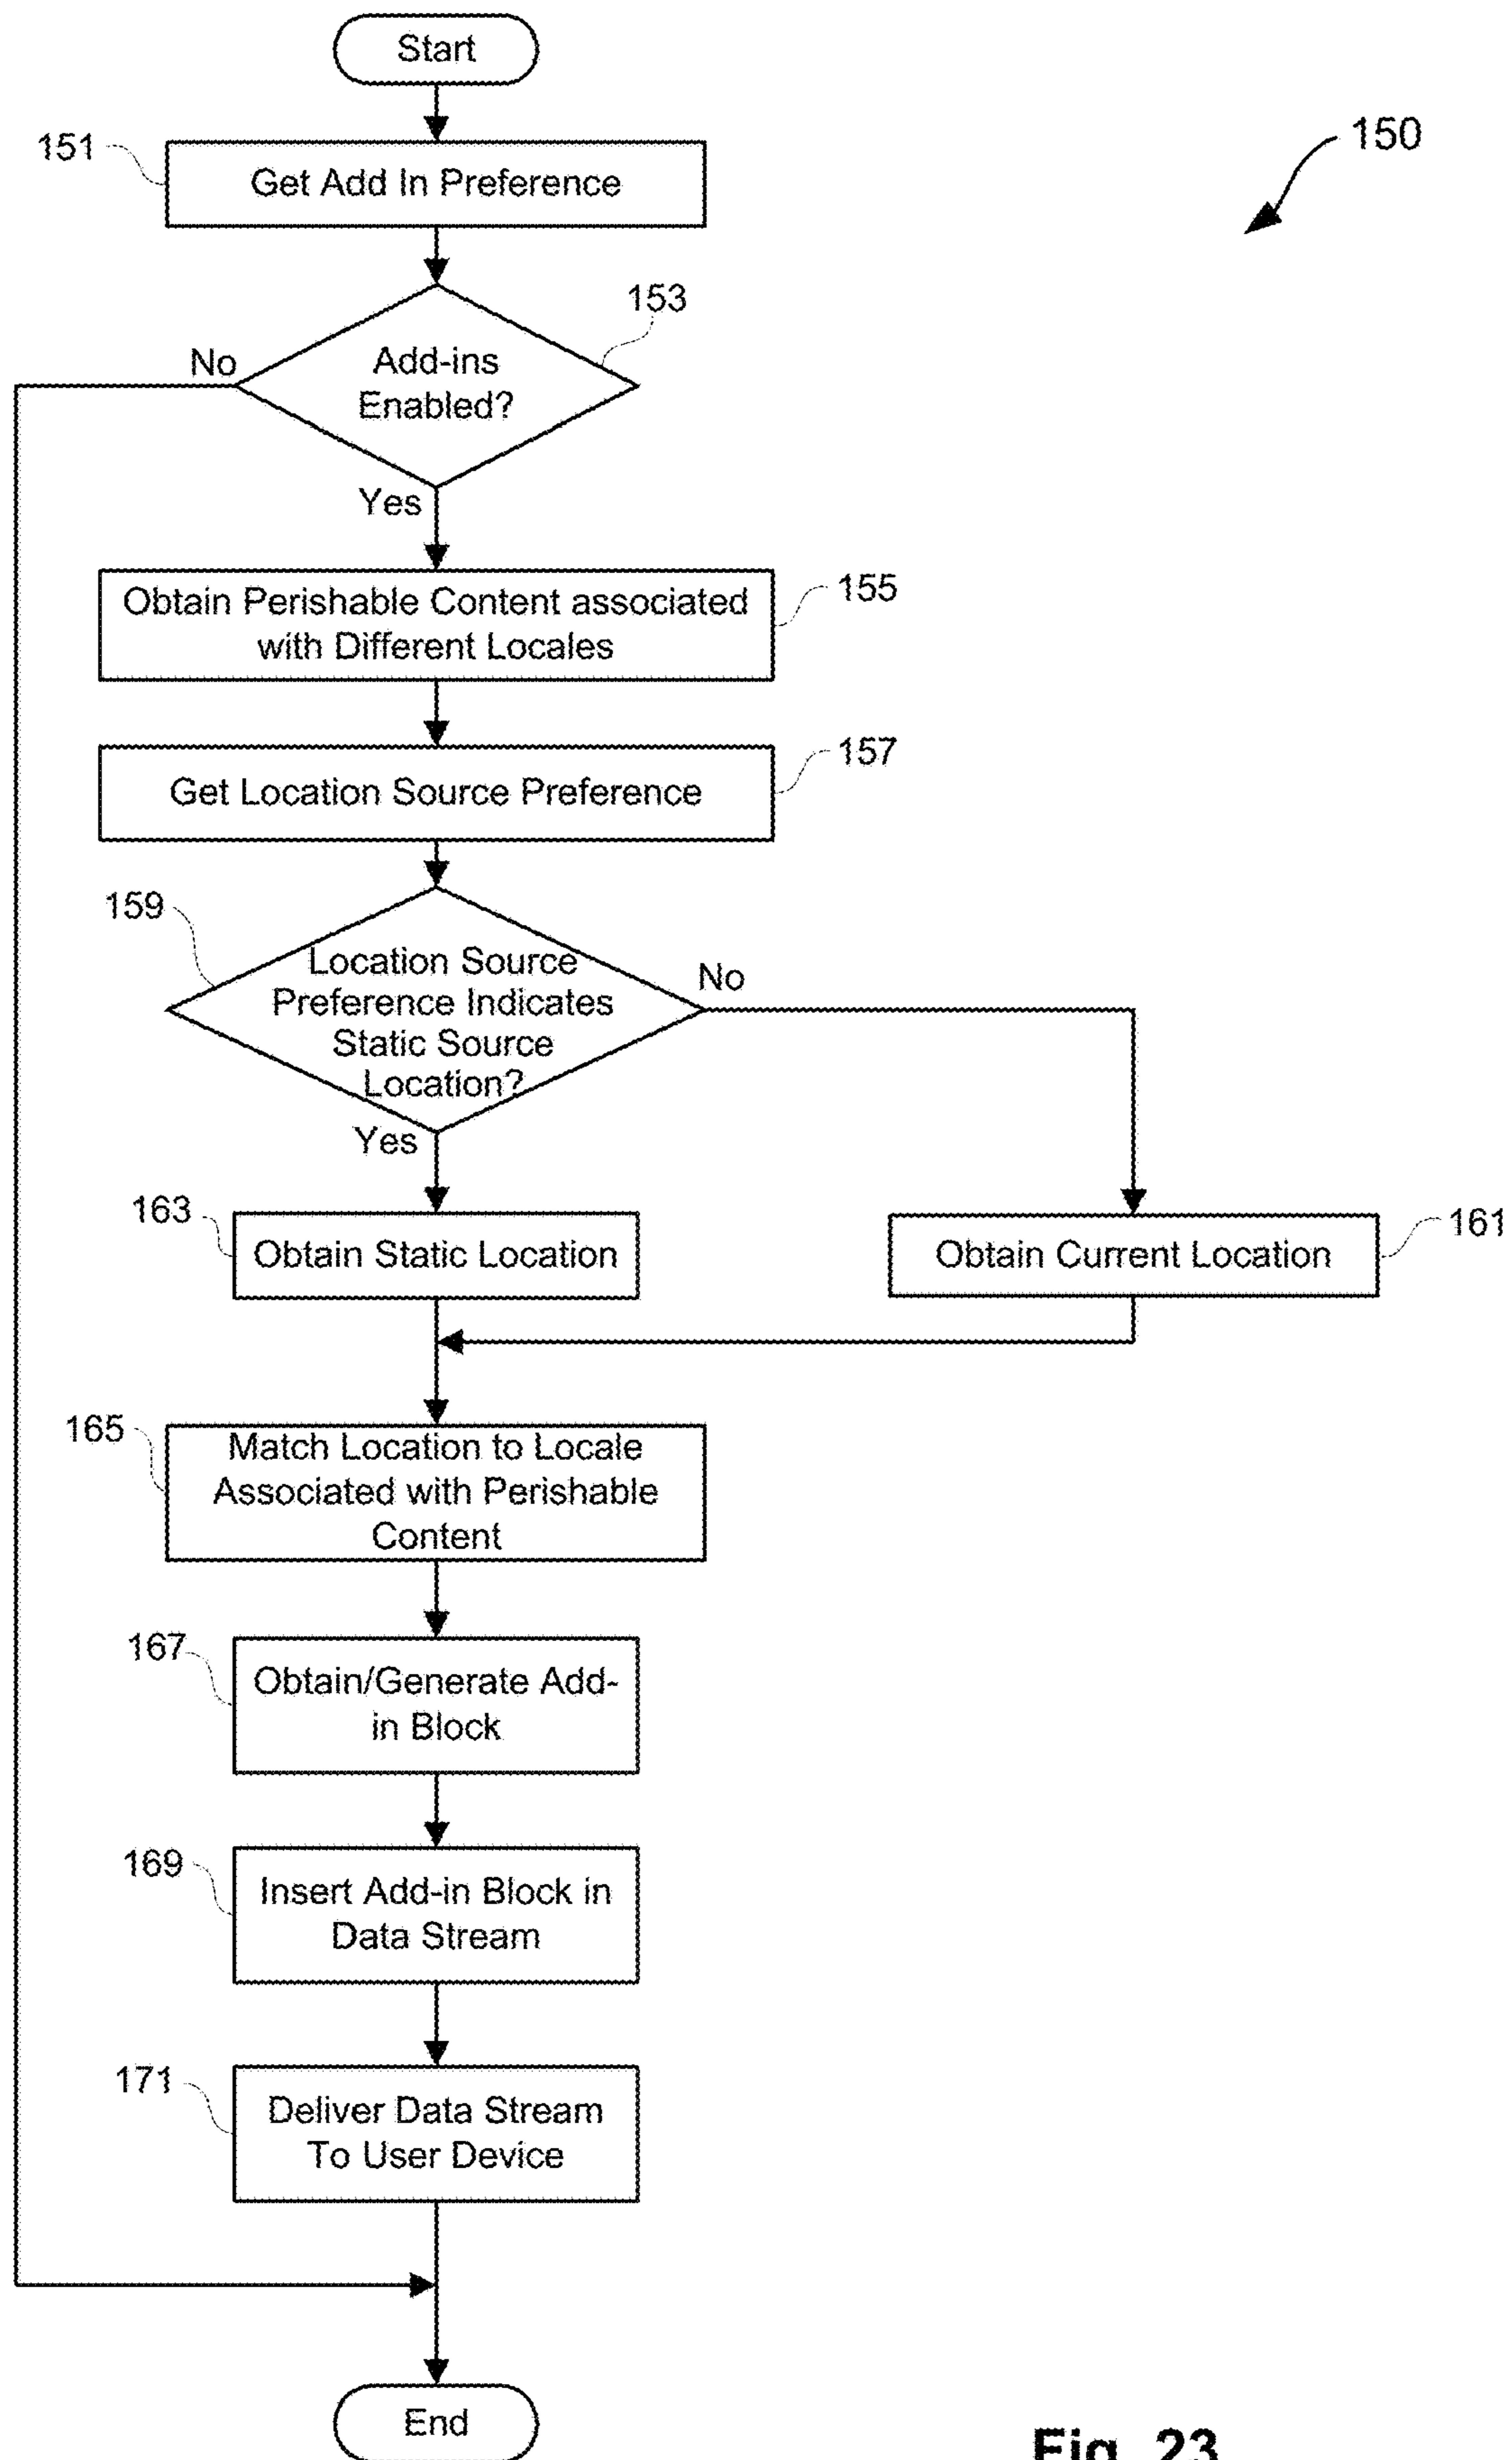 Start
150
151
Get Add In Preference
153
No
Add-ins
Enabled?
Yes
Obtain Perishable Content associated
with Different Locales
155
157
Get Location Source Preference
159
Location Source
Preference Indicates
Static Source
Location?
No
Yes
163
Obtain Static Location
Obtain Current Location
161
165
Match Location to Locale
Associated with Perishable
Content
167
Obtain/Generate Add-
in Block
169
Insert Add-in Block in
Data Stream
171
Deliver Data Stream
To User Device
End
Fig. 23